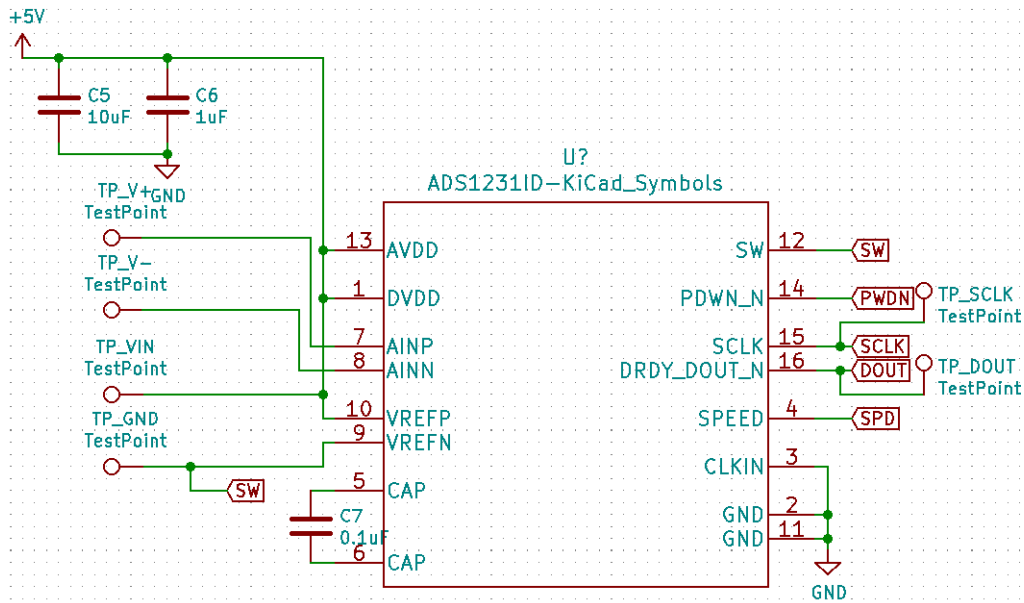 +5V
C5
10uF
C6
1uF
GND
U?
ADS1231ID-KiCad_Symbols
TP_V+
TestPoint
TP_V-
TestPoint
TP_VIN
TestPoint
TP_GND
TestPoint
SW
C7
0.1uF
13 AVDD
1 DVDD
7 AINP
8 AINN
10 VREFP
9 VREFN
5 CAP
6 CAP
SW 12 SW
PDWN_N 14 PWDN
SCLK 15 SCLK
DRDY_DOUT_N 16 DOUT
SPEED 4 SPD
CLKIN 3
GND 2
GND 11
GND
TP_SCLK
TestPoint
TP_DOUT
TestPoint